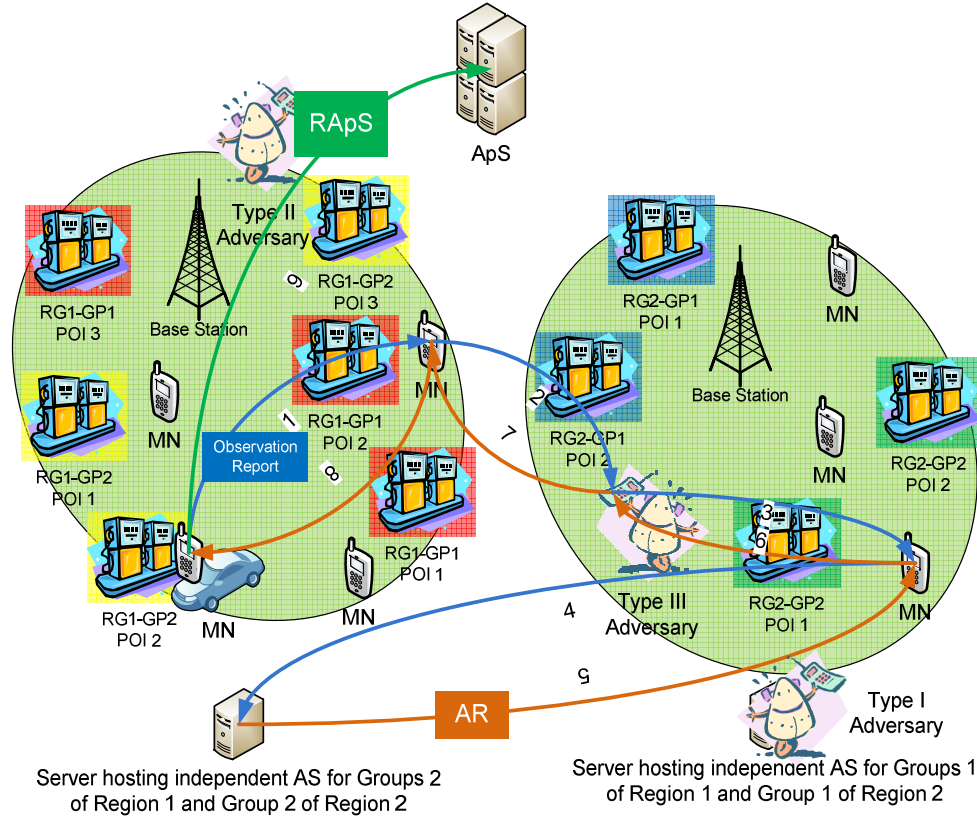 RApS
ApS
Type II
Adversary
RG1-GP1
POI 3
RG1-GP2
POI 3
Base Station
9
RG2-GP1
POI 1
MN
Base Station
MN
RG1-GP1
POI 2
MN
1
Observation
Report
8
2
7
RG2-GP1
POI 2
MN
RG2-GP2
POI 2
RG1-GP2
POI 1
RG1-GP1
POI 1
3
6
RG1-GP2
POI 2
MN
MN
4
Type III
Adversary
RG2-GP2
POI 1
MN
5
AR
Type I
Adversary
Server hosting independent AS for Groups 2
of Region 1 and Group 2 of Region 2
Server hosting independent AS for Groups 1
of Region 1 and Group 1 of Region 2